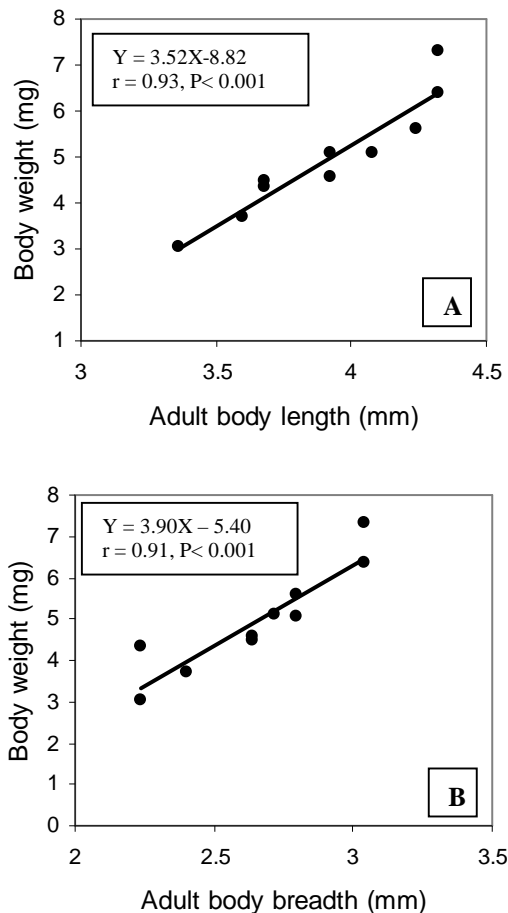 8
7
6
5
4
3
2
1
Body weight (mg)
Y = 3.52X-8.82
r = 0.93, P< 0.001
A
3 3.5 4 4.5
Adult body length (mm)
8
7
6
5
4
3
2
1
0
Body weight (mg)
Y = 3.90X – 5.40
r = 0.91, P< 0.001
B
2 2.5 3 3.5
Adult body breadth (mm)